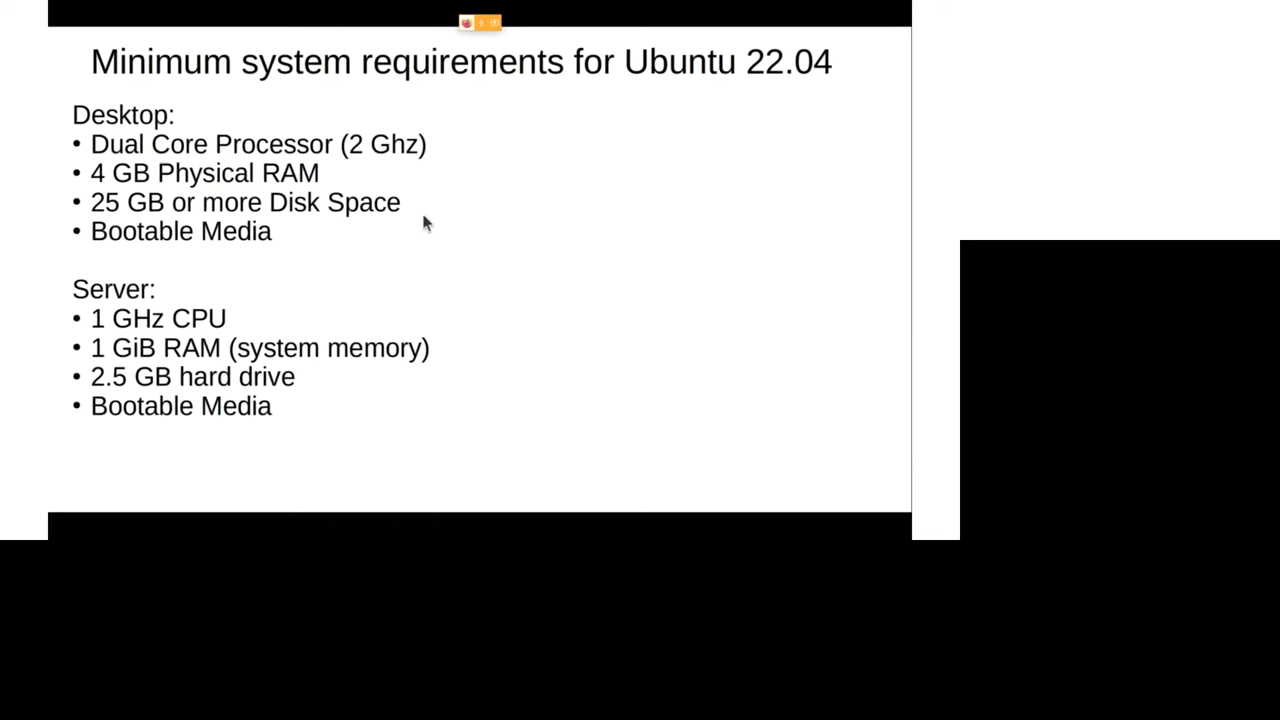 Minimum system requirements for Ubuntu 22.04
Desktop:
• Dual Core Processor (2 Ghz)
• 4 GB Physical RAM
• 25 GB or more Disk Space
• Bootable Media
Server:
• 1 GHz CPU
• 1 GiB RAM (system memory)
• 2.5 GB hard drive
• Bootable Media